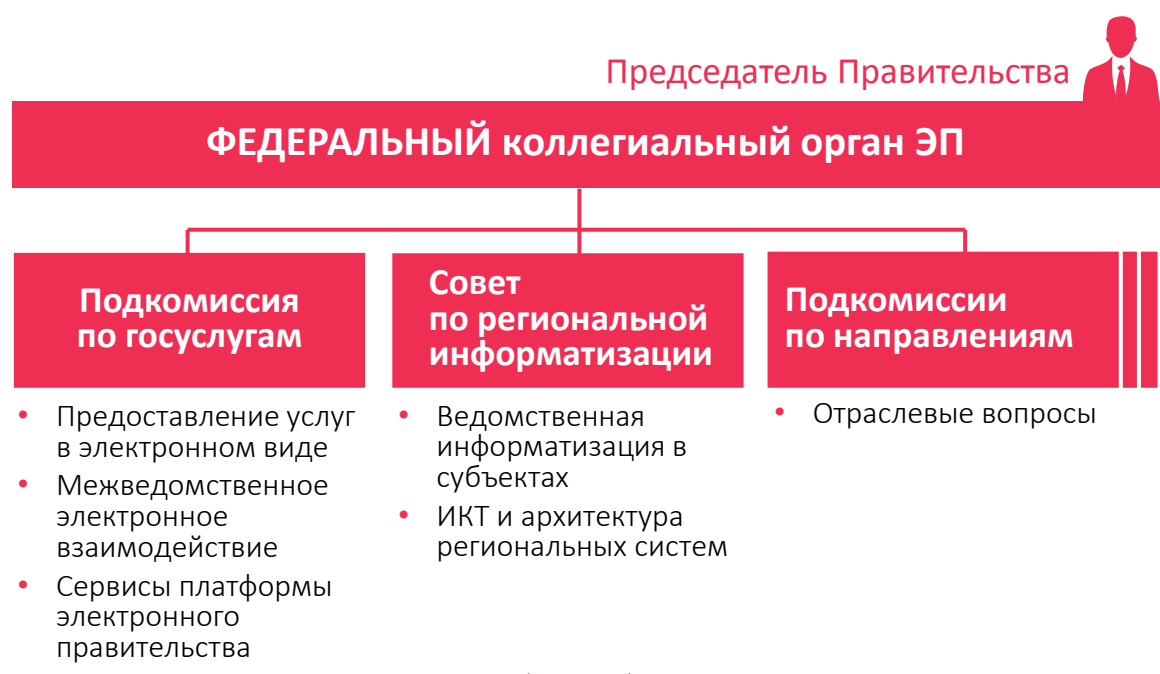 Председатель Правительства
ФЕДЕРАЛЬНЫЙ коллегиальный орган ЭП
Подкомиссия
по госуслугам
• Предоставление услуг
в электронном виде
• Межведомственное
электронное
взаимодействие
• Сервисы платформы
электронного
правительства
Совет
по региональной
информатизации
• Ведомственная
информатизация в
субъектах
• ИКТ и архитектура
региональных систем
Подкомиссии
по направлениям
• Отраслевые вопросы